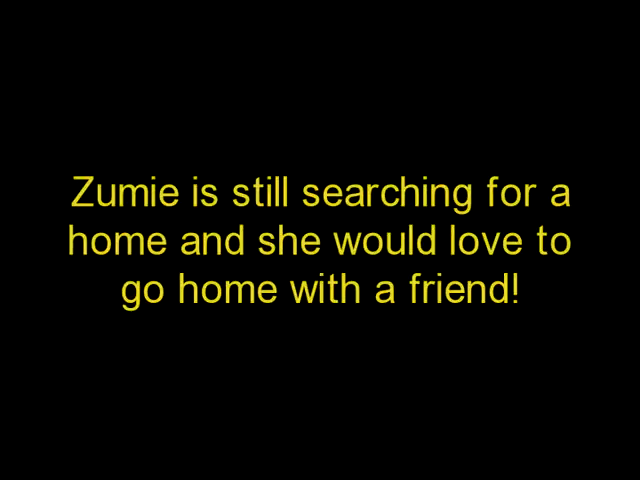 Zumie is still searching for a
home and she would love to
go home with a friend!